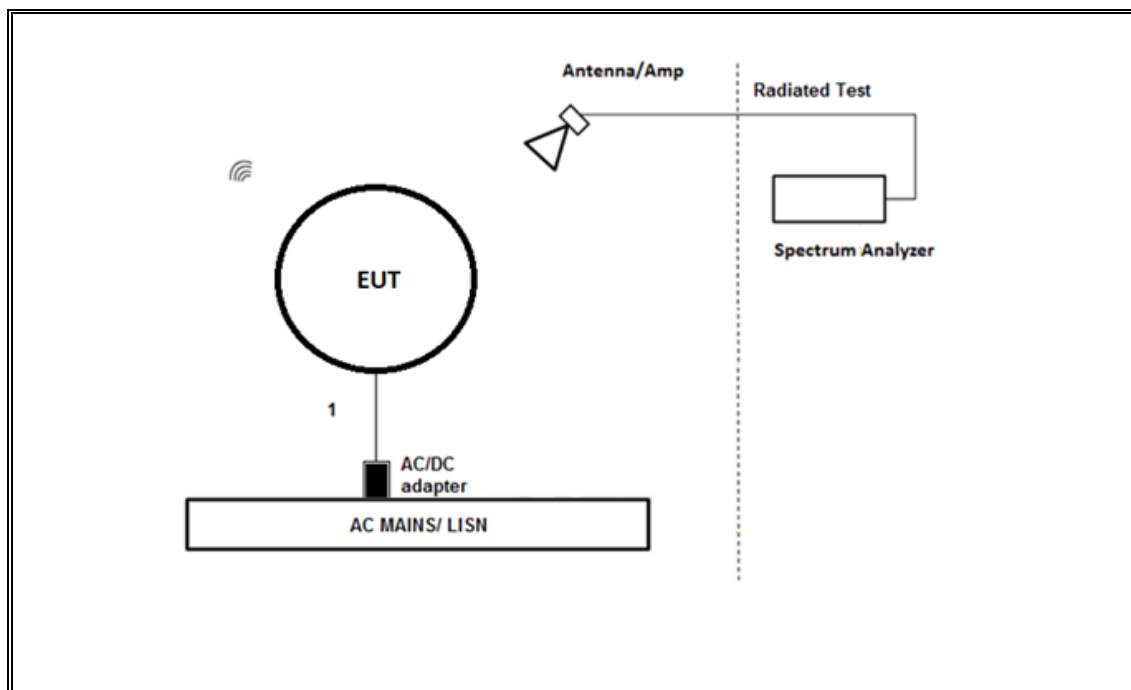 Antenna/Amp
Radiated Test
Spectrum Analyzer
EUT
1
AC/DC
adapter
AC MAINS/ LISN